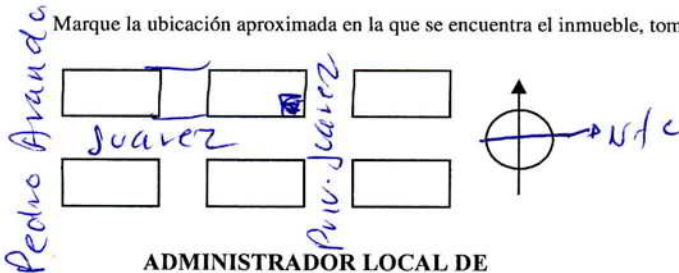 Marque la ubicación aproximada en la que se encuentra el inmueble, tom
Pedro Aranda
Juarez
Priv. Juarez
ADMINISTRADOR LOCAL DE